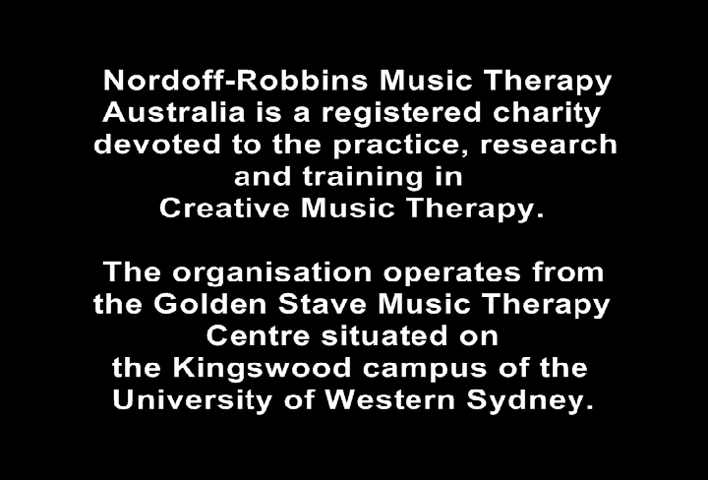 Nordoff-Robbins Music Therapy
Australia is a registered charity
devoted to the practice, research
and training in
Creative Music Therapy.
The organisation operates from
the Golden Stave Music Therapy
Centre situated on
the Kingswood campus of the
University of Western Sydney.